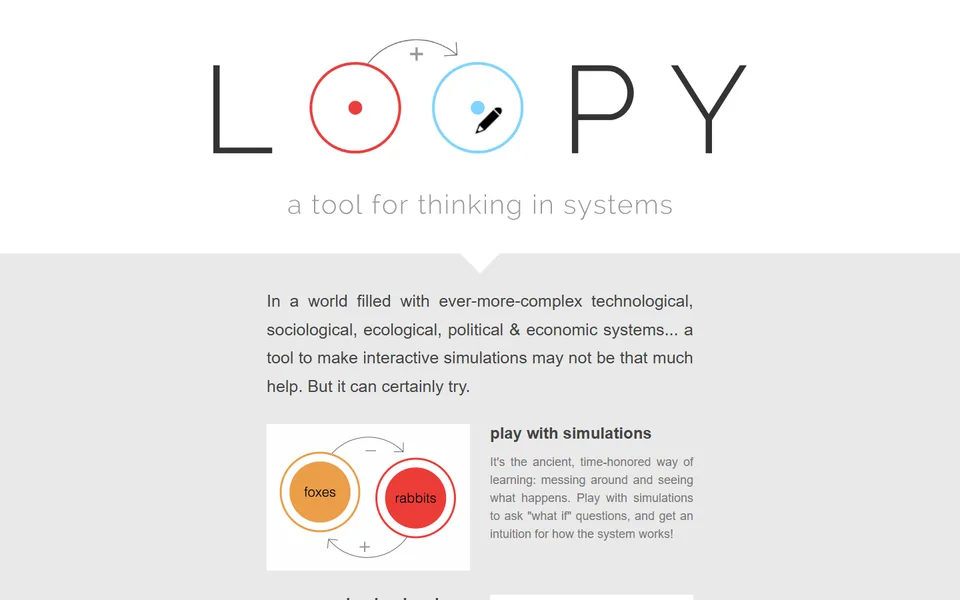 LOOPY
+
a tool for thinking in systems
In a world filled with ever-more-complex technological,
sociological, ecological, political & economic systems... a
tool to make interactive simulations may not be that much
help. But it can certainly try.
–
foxes
rabbits
+
play with simulations
It's the ancient, time-honored way of
learning: messing around and seeing
what happens. Play with simulations
to ask "what if" questions, and get an
intuition for how the system works!